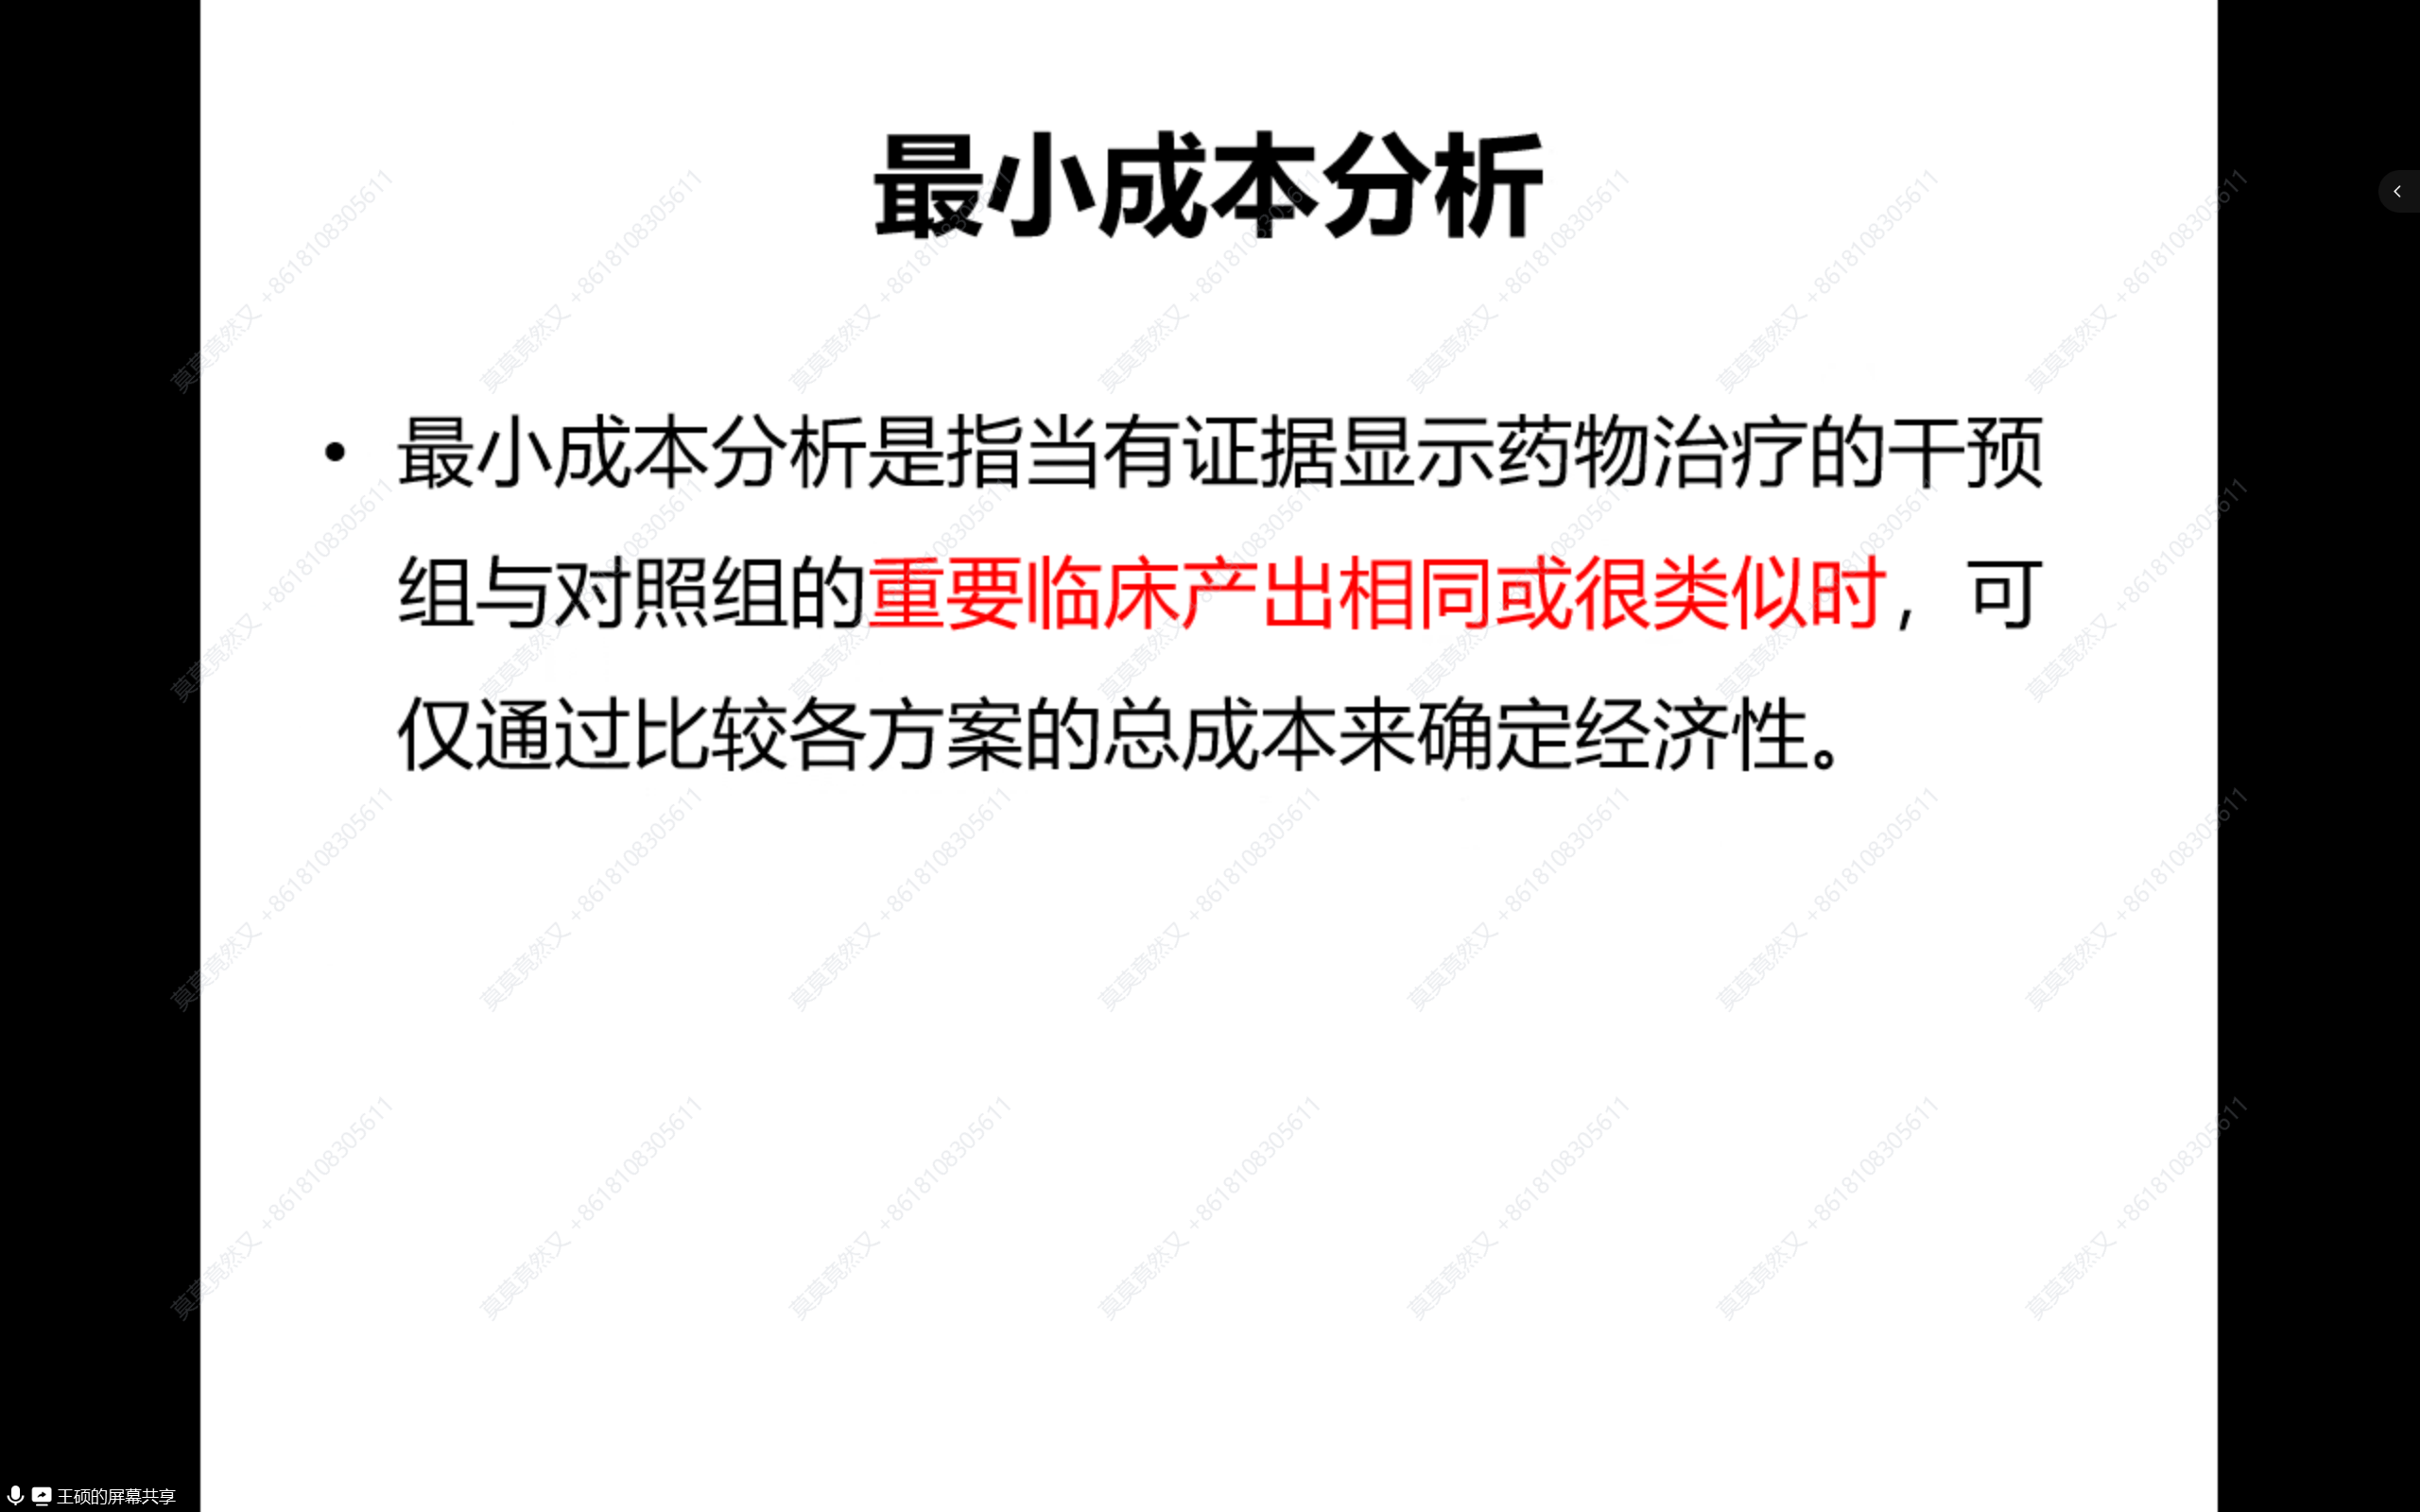 最小成本分析
• 最小成本分析是指当有证据显示药物治疗的干预
组与对照组的重要临床产出相同或很类似时，可
仅通过比较各方案的总成本来确定经济性。
莫莫竟然又 +8618108305611
王硕的屏幕共享